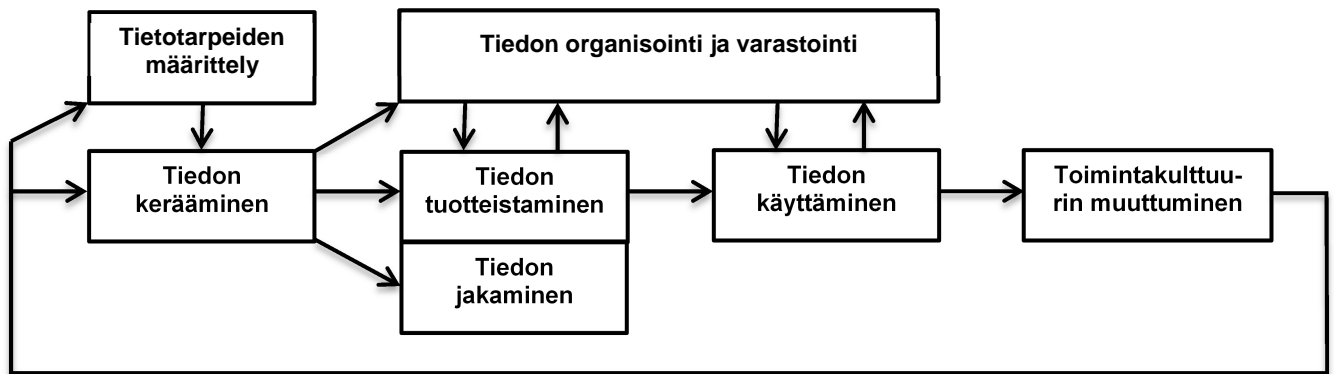 Tietotarpeiden
määrittely
Tiedon organisointi ja varastointi
Tiedon
kerääminen
Tiedon
tuotteistaminen
Tiedon
käyttäminen
Toimintakulttuu-
rin muuttuminen
Tiedon
jakaminen